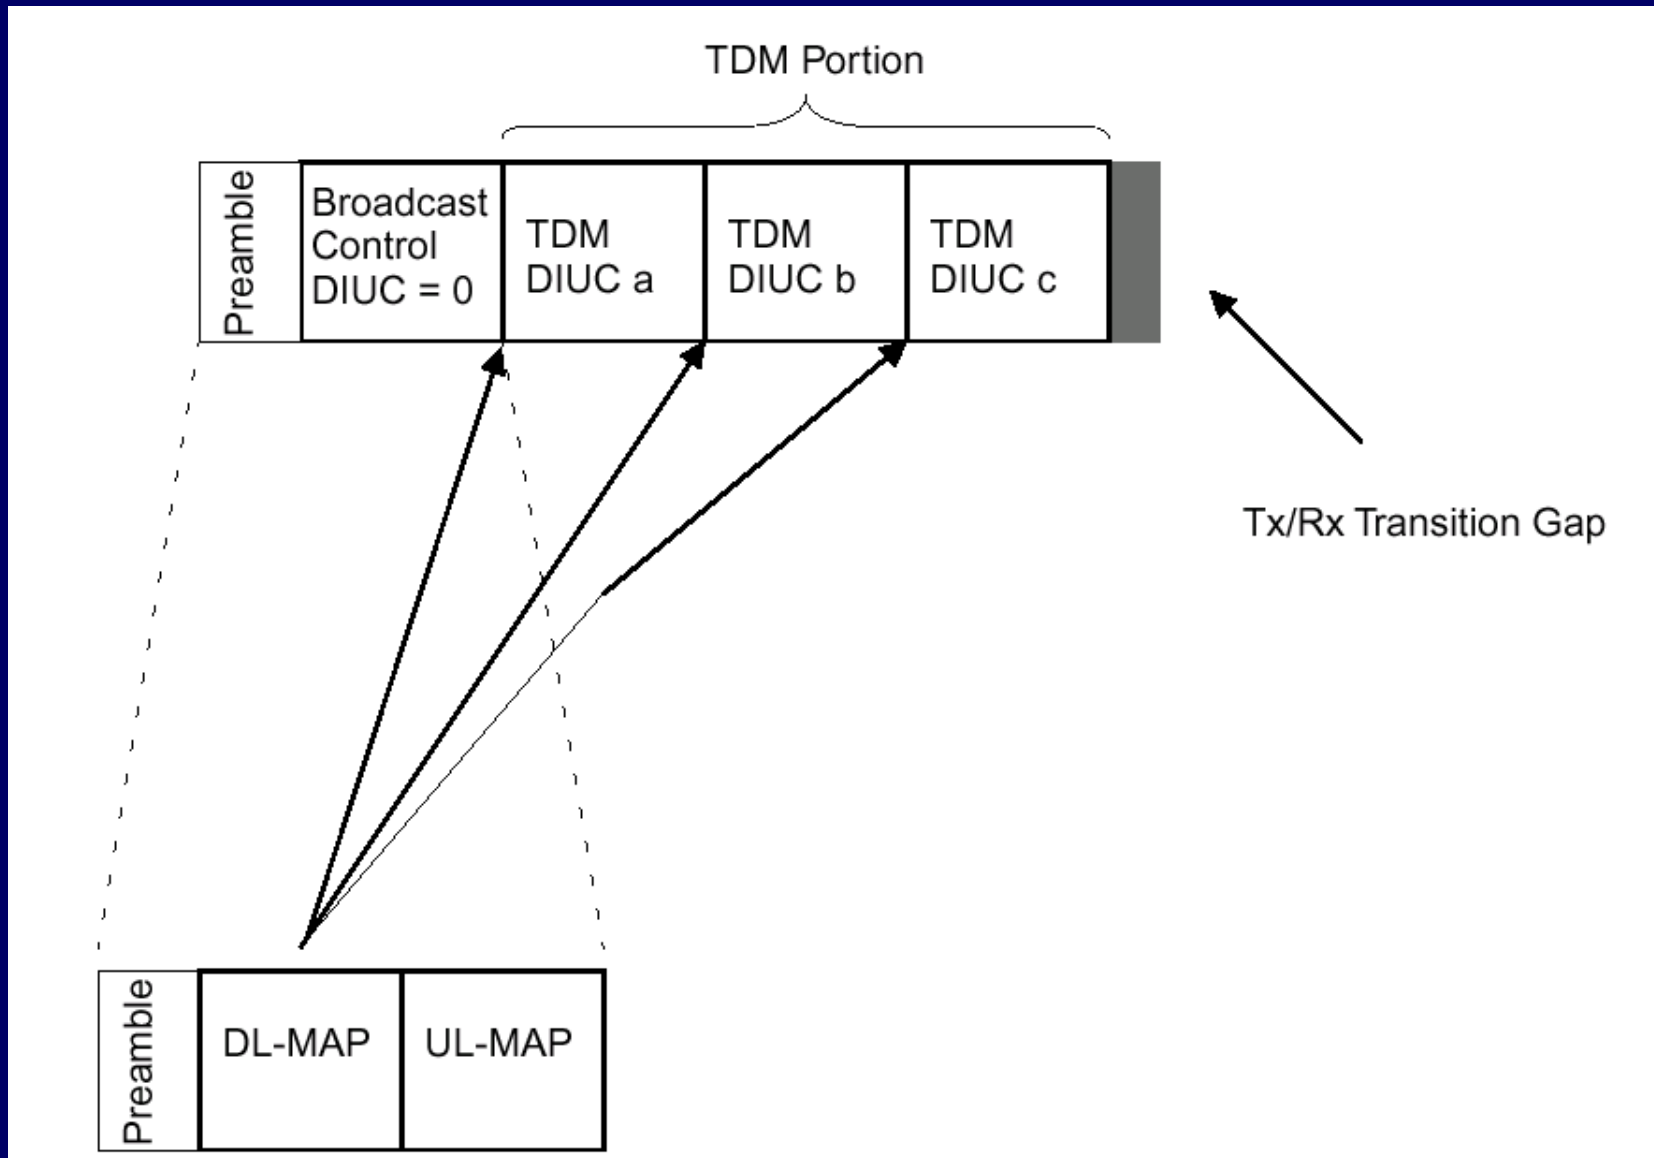 TDM Portion
Preamble
Broadcast
Control
DIUC = 0
TDM
DIUC a
TDM
DIUC b
TDM
DIUC c
Tx/Rx Transition Gap
Preamble
DL-MAP
UL-MAP